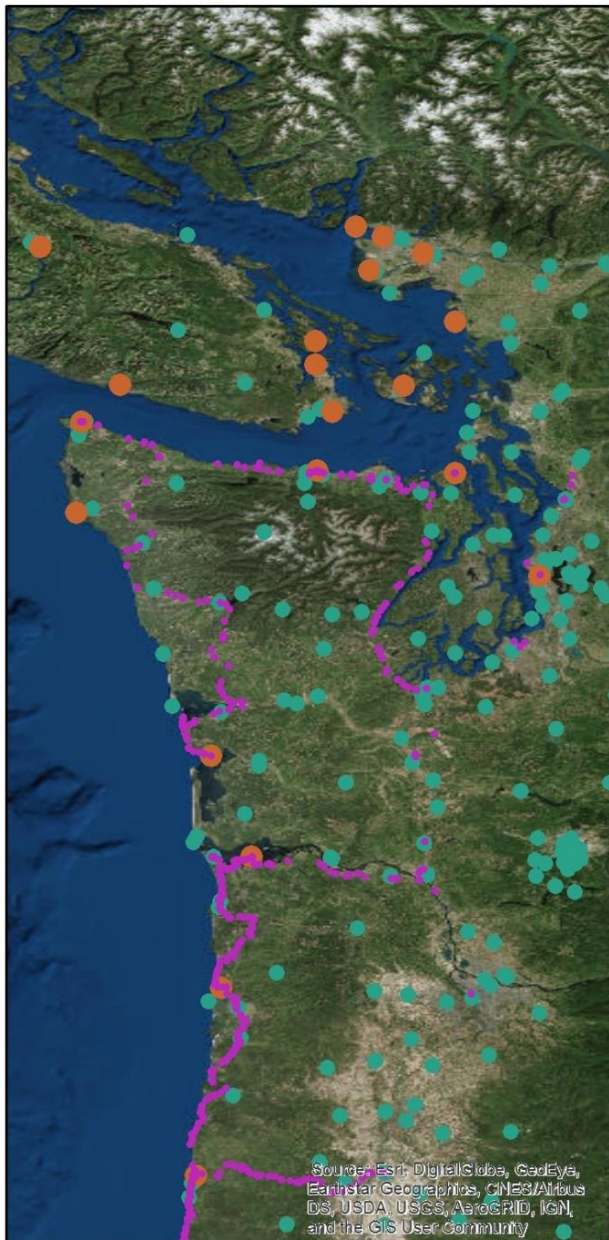 Source: Esri, DigitalGlobe, GeoEye,
Earthstar Geographics, CNES/Airbus
DS, USDA, USGS, AeroGRID, IGN,
and the GIS User Community